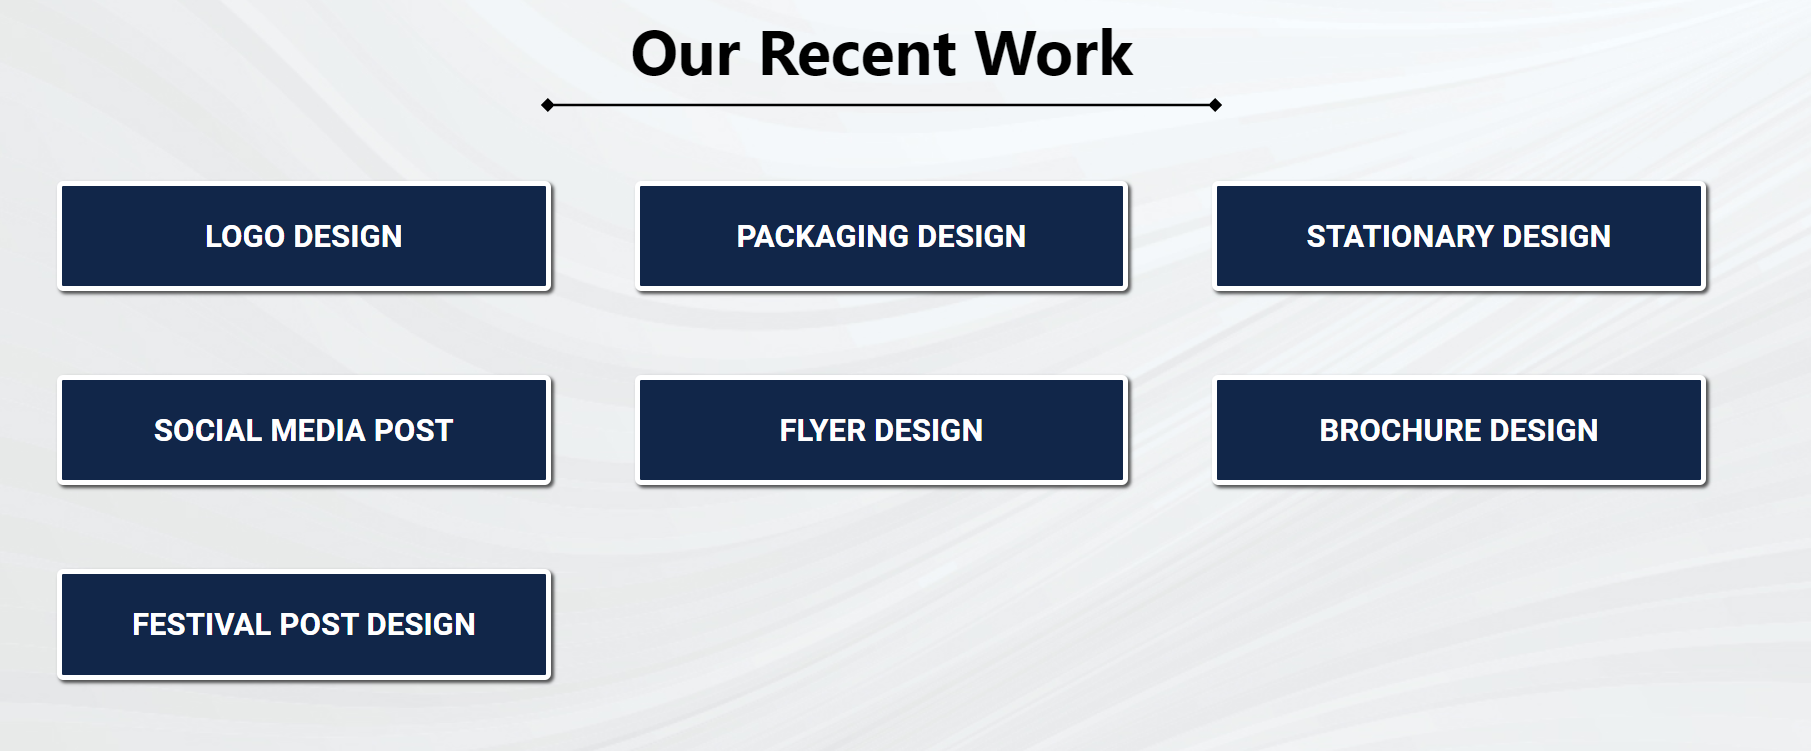 Our Recent Work
LOGO DESIGN
PACKAGING DESIGN
STATIONARY DESIGN
SOCIAL MEDIA POST
FLYER DESIGN
BROCHURE DESIGN
FESTIVAL POST DESIGN